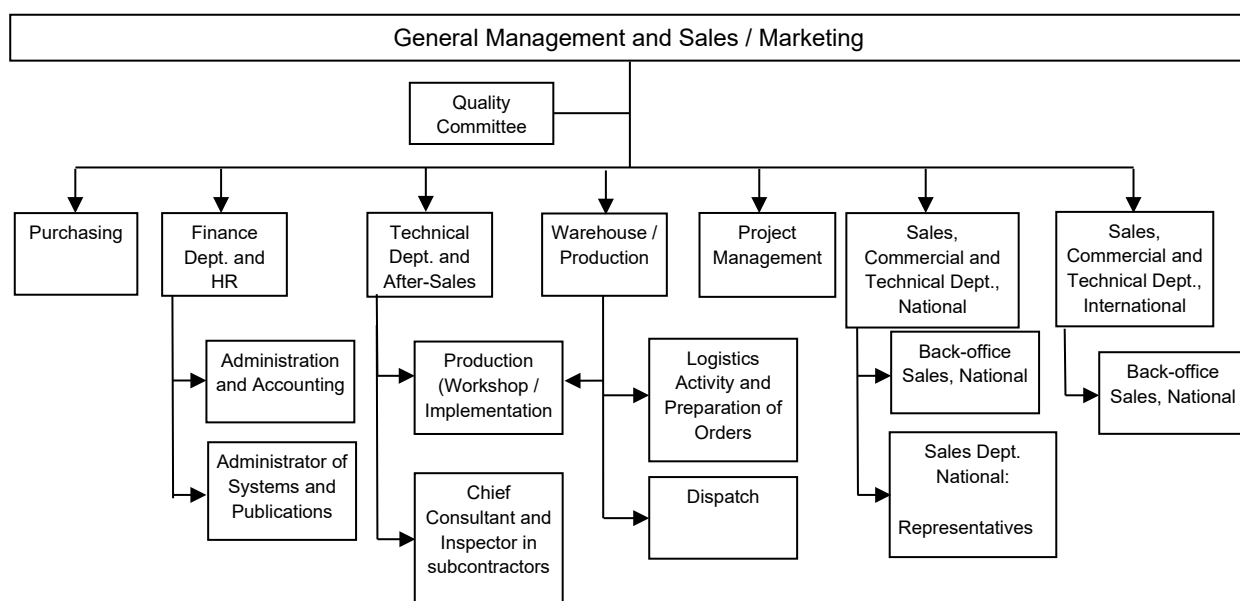 General Management and Sales / Marketing
Quality
Committee
Purchasing
Finance
Dept. and
HR
Technical
Dept. and
After-Sales
Warehouse /
Production
Project
Management
Sales,
Commercial and
Technical Dept.,
National
Sales,
Commercial and
Technical Dept.,
International
Administration
and Accounting
Production
(Workshop /
Implementation
Logistics
Activity and
Preparation of
Orders
Back-office
Sales, National
Back-office
Sales, National
Administrator of
Systems and
Publications
Chief
Consultant and
Inspector in
subcontractors
Dispatch
Sales Dept.
National:
Representatives